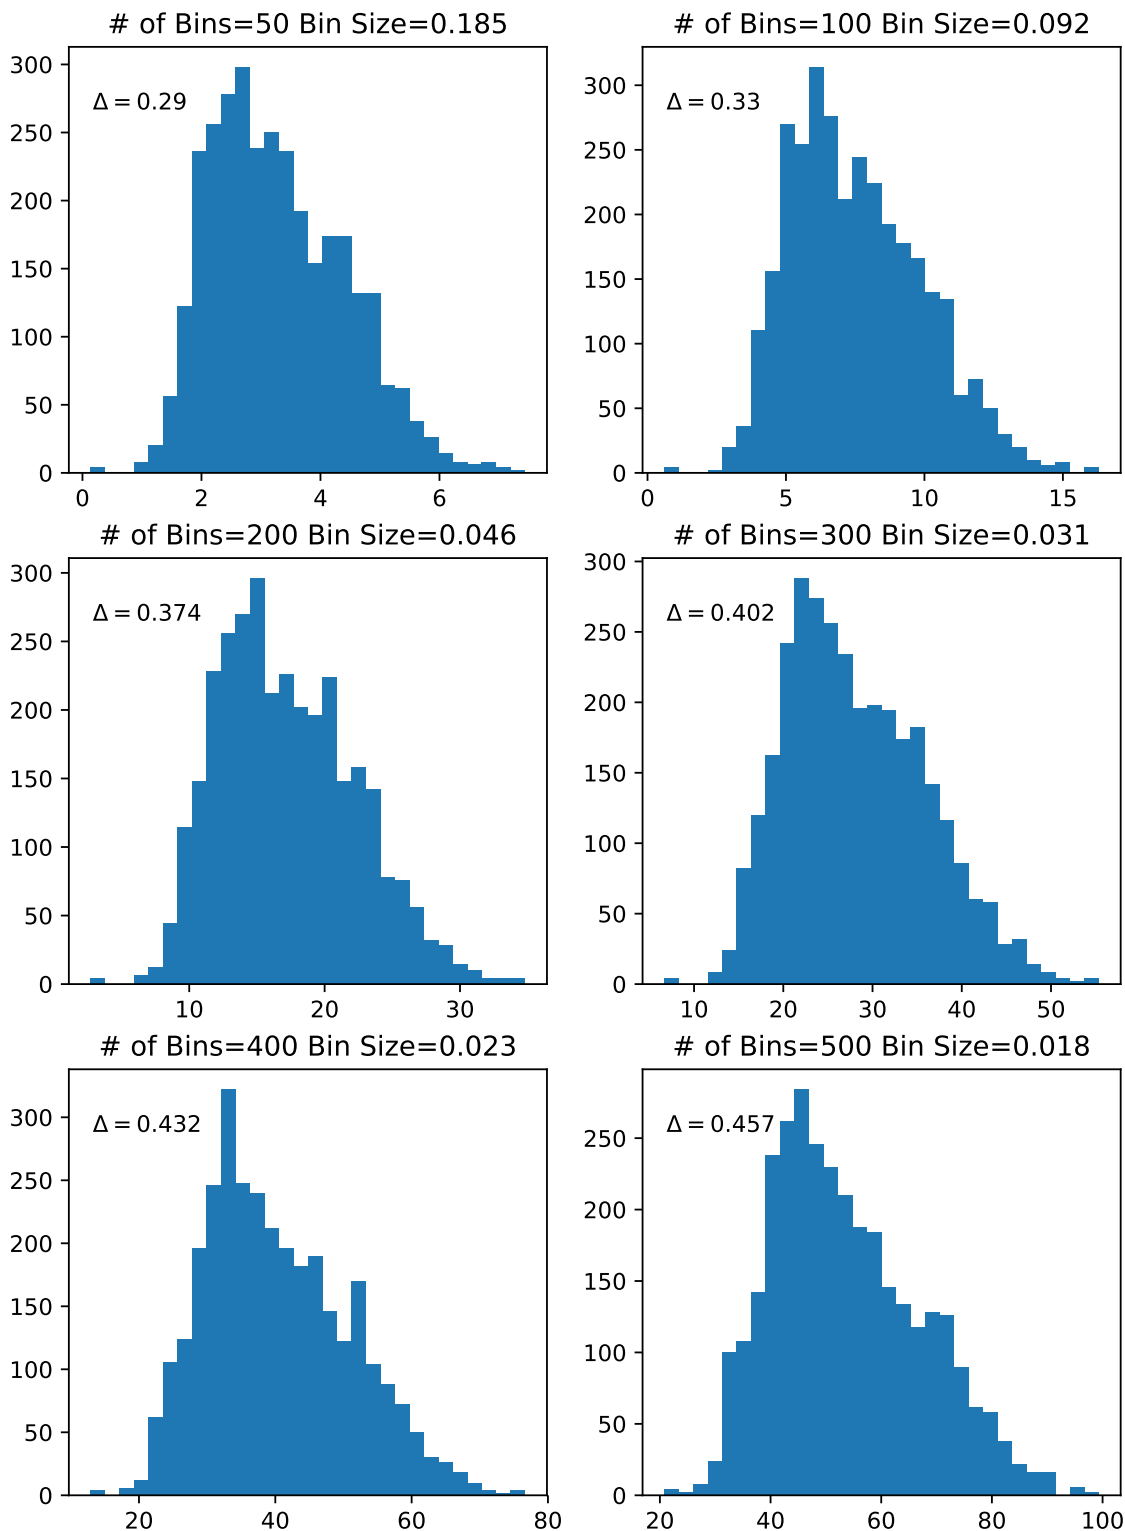 # of Bins=50 Bin Size=0.185
300
250
200
150
100
50
0
Δ = 0.29
0 2 4 6
# of Bins=100 Bin Size=0.092
300
250
200
150
100
50
0
Δ = 0.33
0 5 10 15
# of Bins=200 Bin Size=0.046
300
250
200
150
100
50
0
Δ = 0.374
10 20 30
# of Bins=300 Bin Size=0.031
300
250
200
150
100
50
0
Δ = 0.402
10 20 30 40 50
# of Bins=400 Bin Size=0.023
300
250
200
150
100
50
0
Δ = 0.432
20 40 60 80
# of Bins=500 Bin Size=0.018
250
200
150
100
50
0
Δ = 0.457
20 40 60 80 100